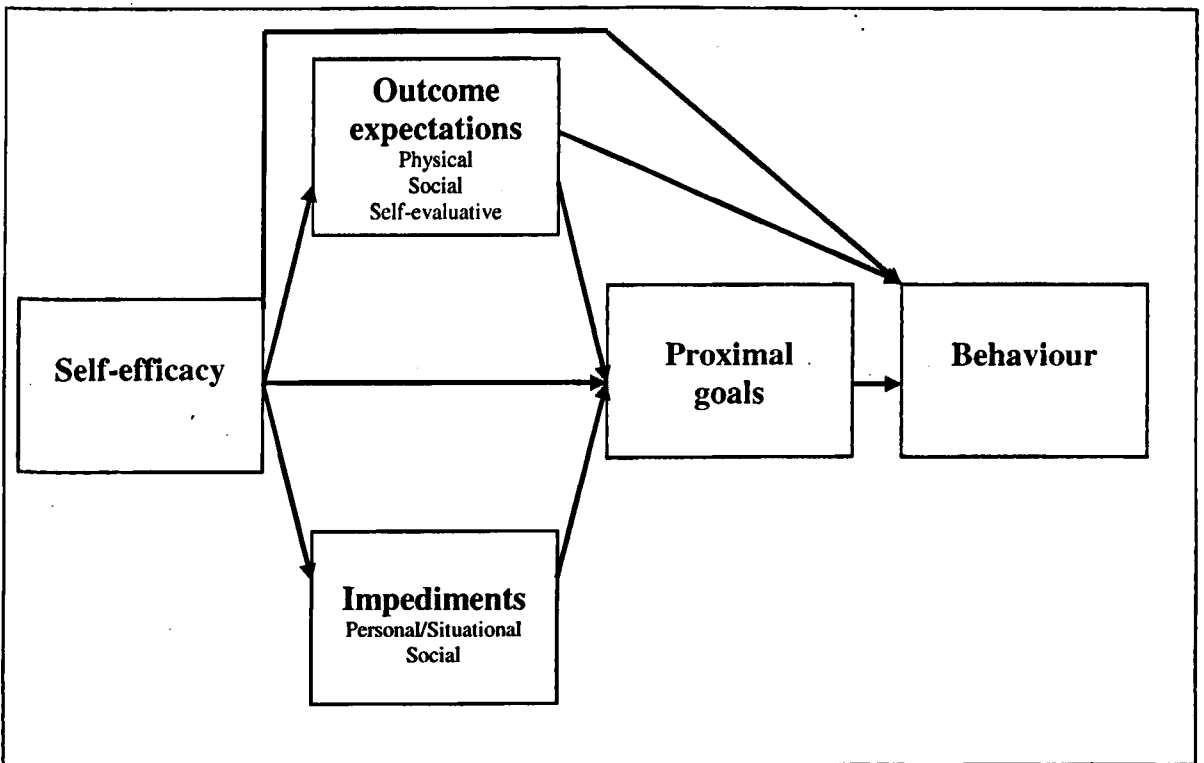 Outcome
expectations
Physical
Social
Self-evaluative
Self-efficacy
Proximal
goals
Behaviour
Impediments
Personal/Situational
Social